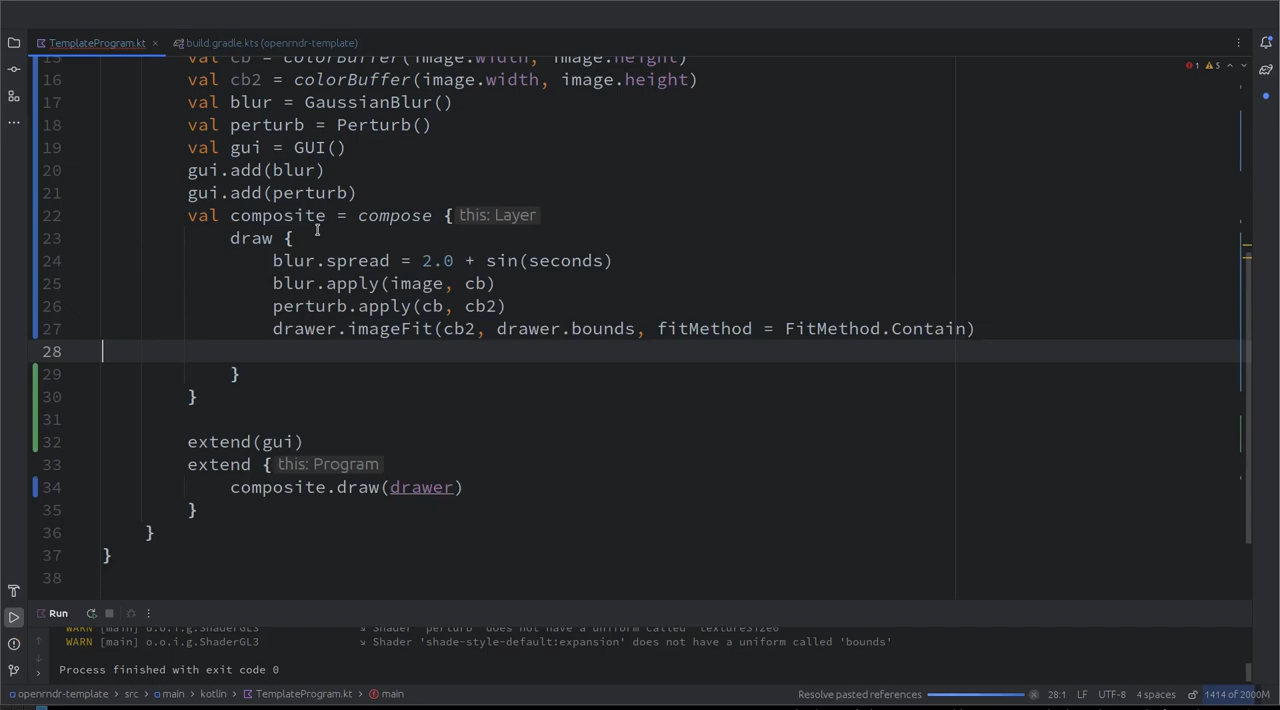 TemplateProgram.kt
build.gradle.kts (openrndr-template)
15 val cb = colorBuffer(image.width, image.height)
16 val cb2 = colorBuffer(image.width, image.height)
1 5
17 val blur = GaussianBlur()
18 val perturb = Perturb()
19 val gui = GUI()
20 gui.add(blur)
21 gui.add(perturb)
22 val composite = compose { this: Layer
23 draw {
24 blur.spread = 2.0 + sin(seconds)
25 blur.apply(image, cb)
26 perturb.apply(cb, cb2)
27 drawer.imageFit(cb2, drawer.bounds, fitMethod = FitMethod.Contain)
28
29 }
30 }
31
32 extend(gui)
33 extend { this: Program
34 composite.draw(drawer)
35 }
36 }
37 }
38
Run
WARN [main] o.o.i.g.ShaderGL3 ↘ Shader 'perturb' does not have a uniform called 'textureSize0'
WARN [main] o.o.i.g.ShaderGL3 ↘ Shader 'shade-style-default:expansion' does not have a uniform called 'bounds'
Process finished with exit code 0
openrndr-template › src › main › kotlin › TemplateProgram.kt › main
Resolve pasted references 28:1 LF UTF-8 4 spaces 1414 of 2000M